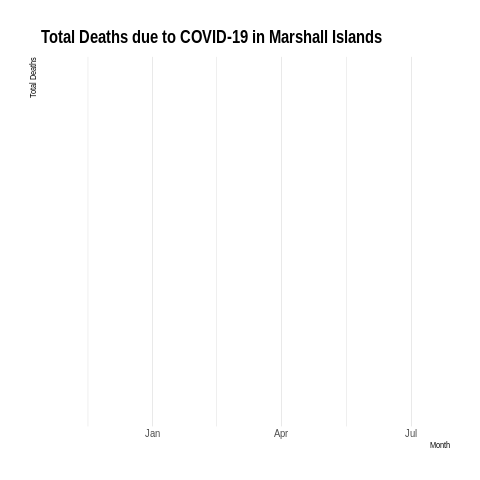 Total Deaths due to COVID-19 in Marshall Islands
Total Deaths
Jan Apr Jul
Month